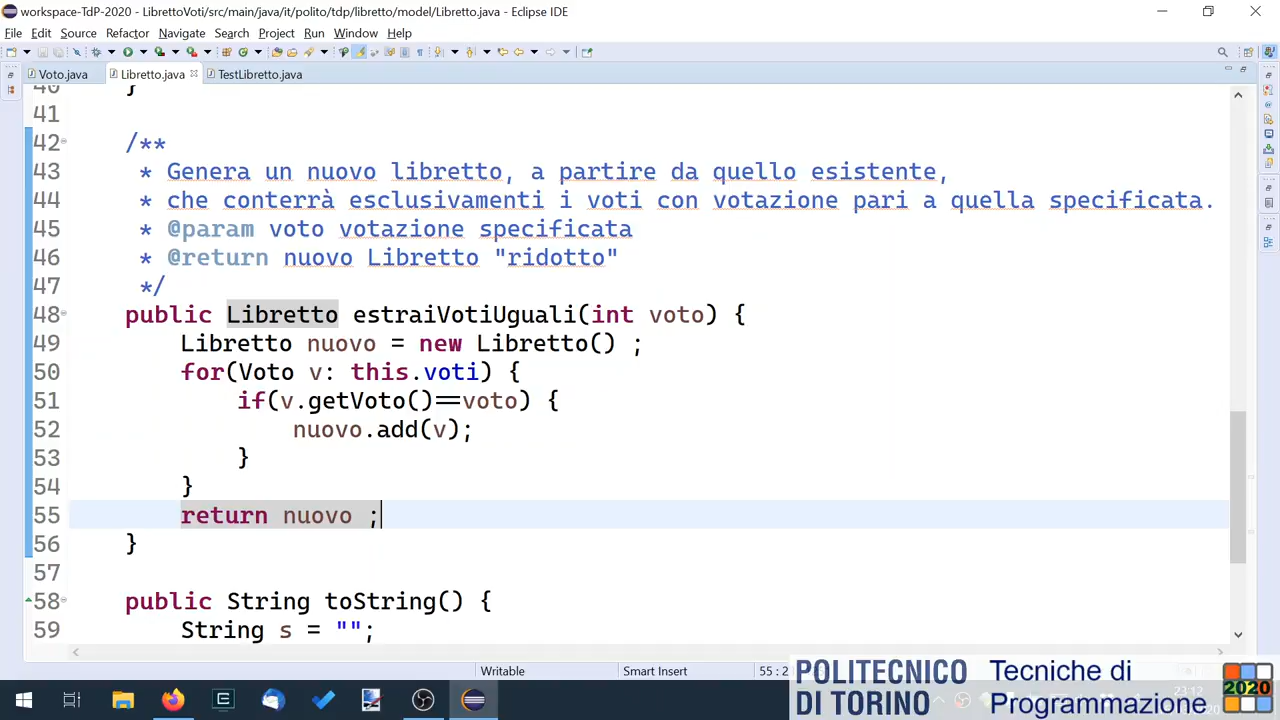 workspace-TdP-2020 - LibrettoVoti/src/main/java/it/polito/tdp/libretto/model/Libretto.java - Eclipse IDE
File Edit Source Refactor Navigate Search Project Run Window Help
Voto.java Libretto.java TestLibretto.java
40 }
41
42 /**
43 * Genera un nuovo libretto, a partire da quello esistente,
44 * che conterrà esclusivamenti i voti con votazione pari a quella specificata.
45 * @param voto votazione specificata
46 * @return nuovo Libretto "ridotto"
47 */
48 public Libretto estraiVotiUguali(int voto) {
49 Libretto nuovo = new Libretto() ;
50 for(Voto v: this.voti) {
51 if(v.getVoto()==voto) {
52 nuovo.add(v);
53 }
54 }
55 return nuovo ;
56 }
57
58 public String toString() {
59 String s = "";
Writable Smart Insert 55 : 2
POLITECNICO
DI TORINO
Tecniche di
Programmazione
2020
23:12